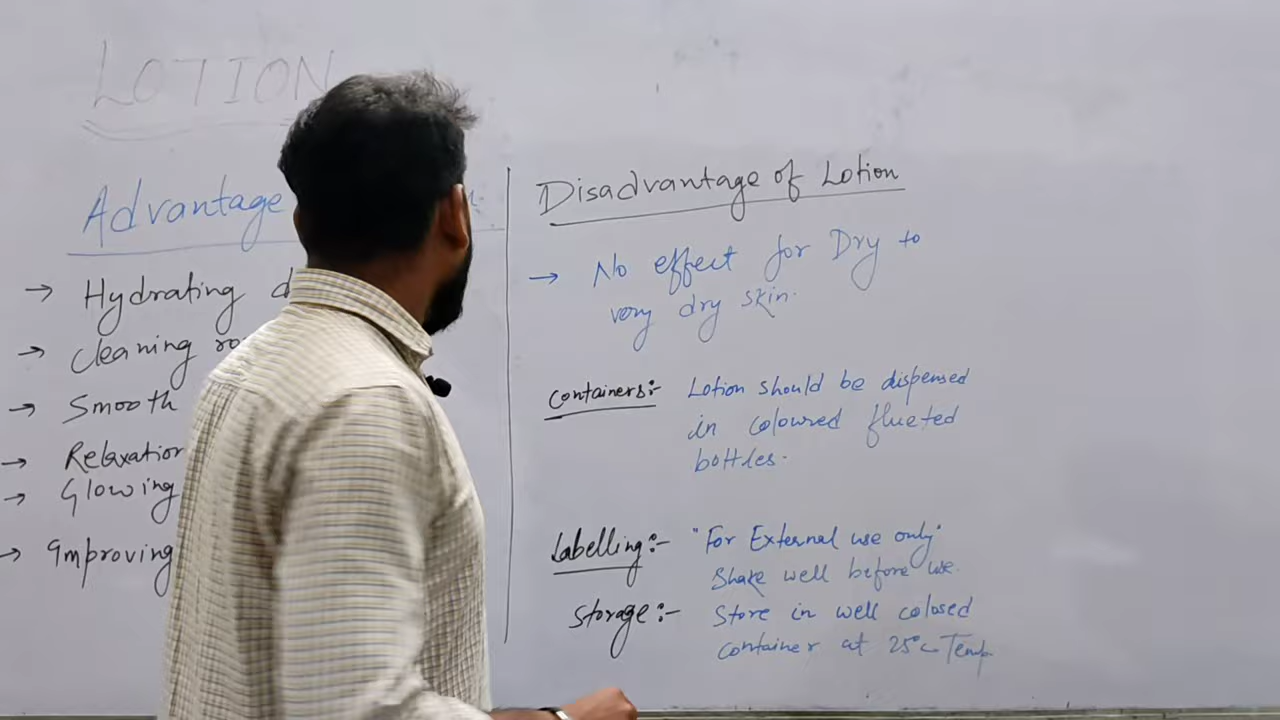 LOTION
Advantage
→ Hydrating
→ Cleaning
→ Smooth
→ Relaxation
→ Glowing
→ Improving
Disadvantage of Lotion
→ No effect for Dry to
very dry skin.
Containers:- Lotion should be dispensed
in coloured flueted
bottles.
Labelling:- "For External use only"
Shake well before use.
Storage:- Store in well colosed
container at 25°c Temp